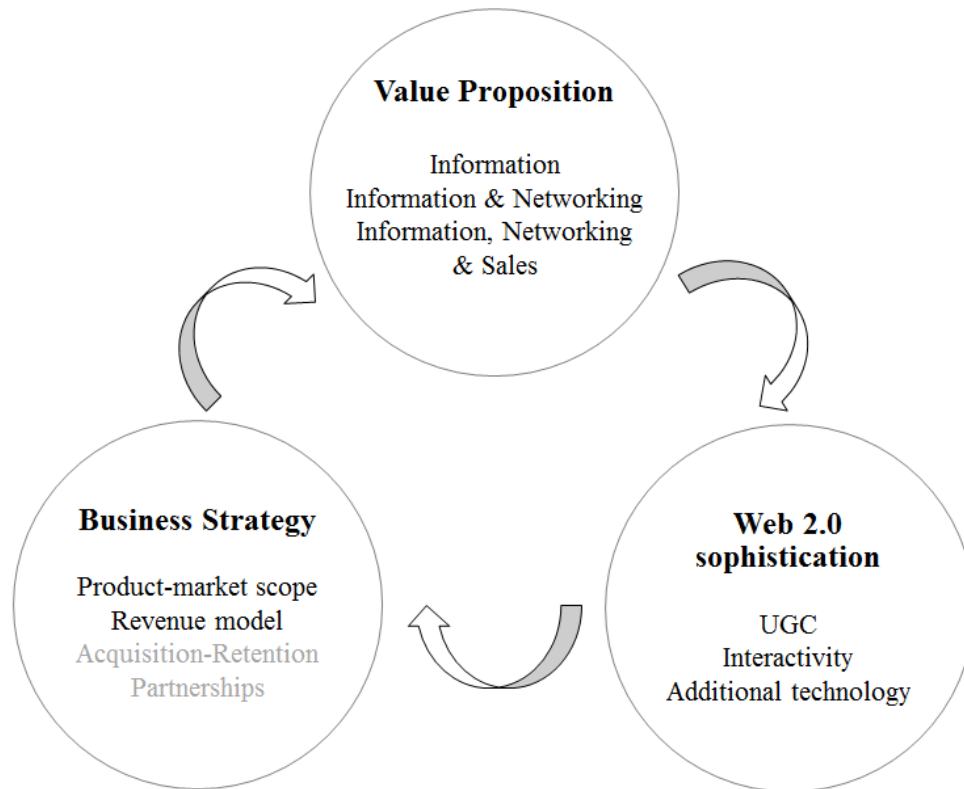 Value Proposition
Information
Information & Networking
Information, Networking
& Sales
Business Strategy
Product-market scope
Revenue model
Acquisition-Retention
Partnerships
Web 2.0
sophistication
UGC
Interactivity
Additional technology